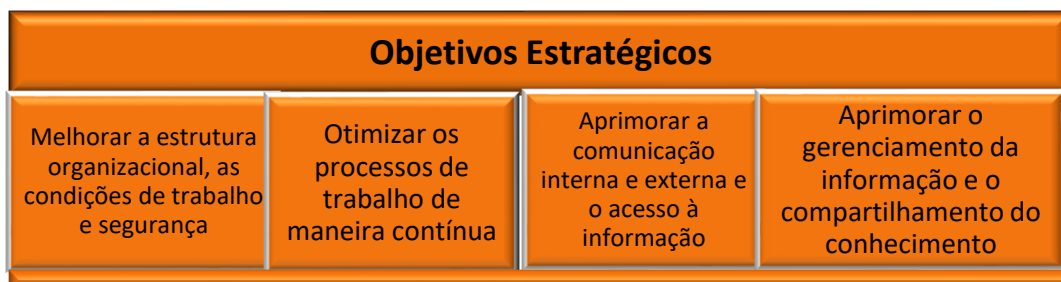 Objetivos Estratégicos
Melhorar a estrutura
organizacional, as
condições de trabalho
e segurança
Otimizar os
processos de
trabalho de
maneira contínua
Aprimorar a
comunicação
interna e externa e
o acesso à
informação
Aprimorar o
gerenciamento da
informação e o
compartilhamento do
conhecimento